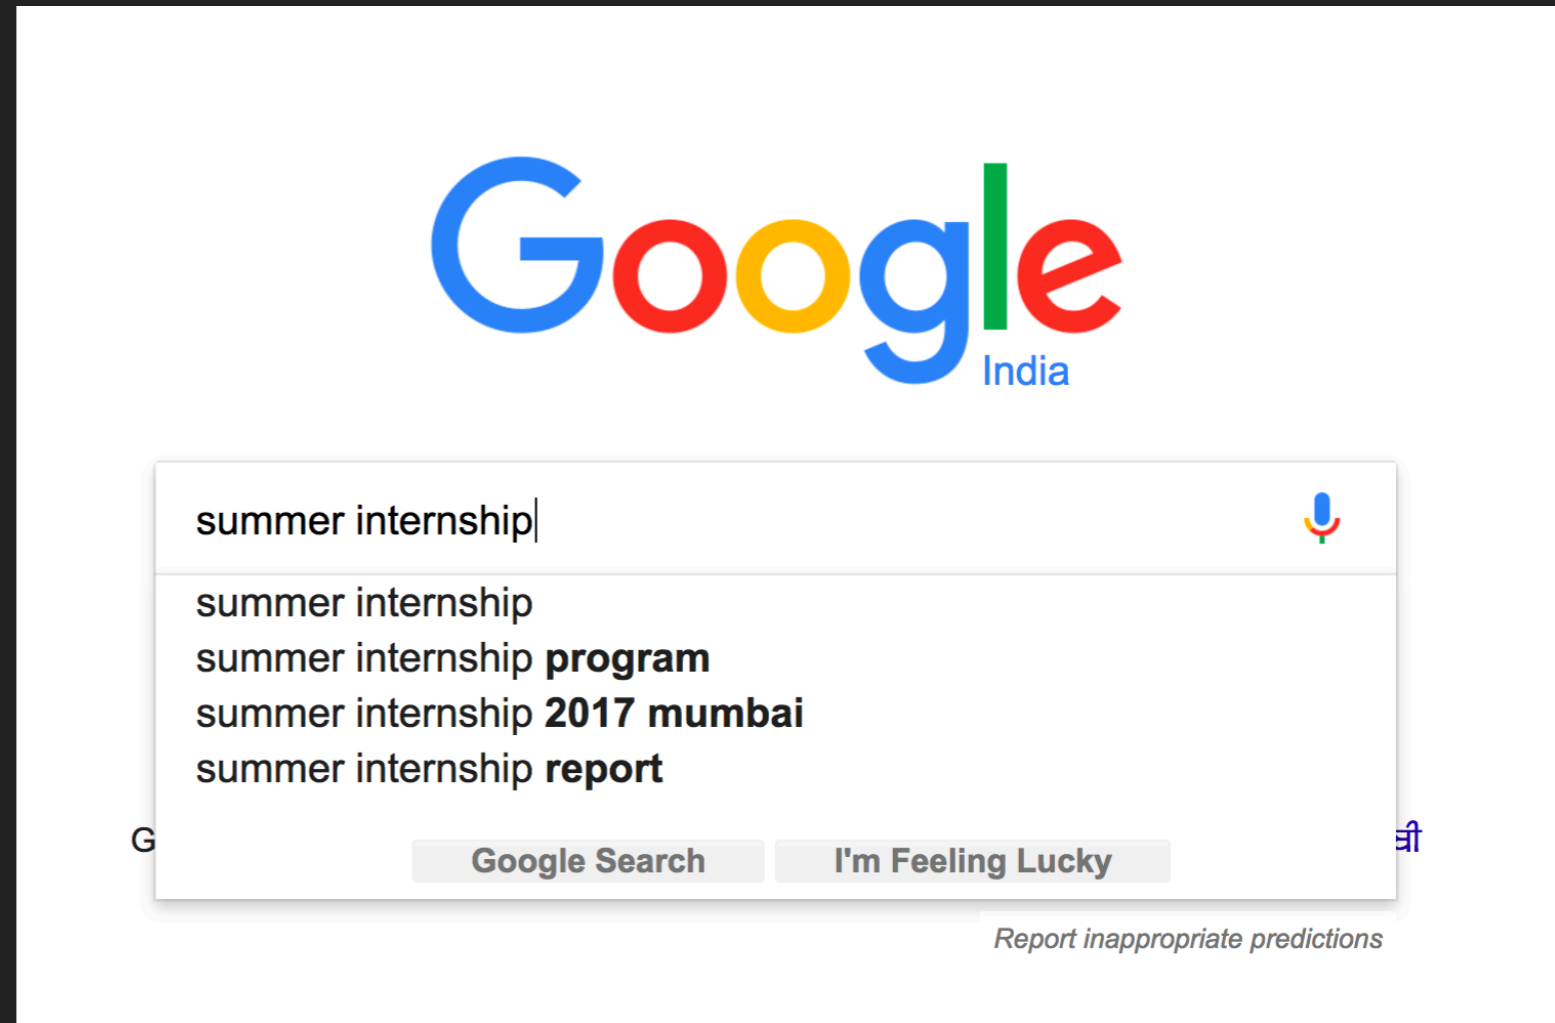 Google
India
summer internship
summer internship
summer internship program
summer internship 2017 mumbai
summer internship report
G
Google Search I'm Feeling Lucky
Report inappropriate predictions